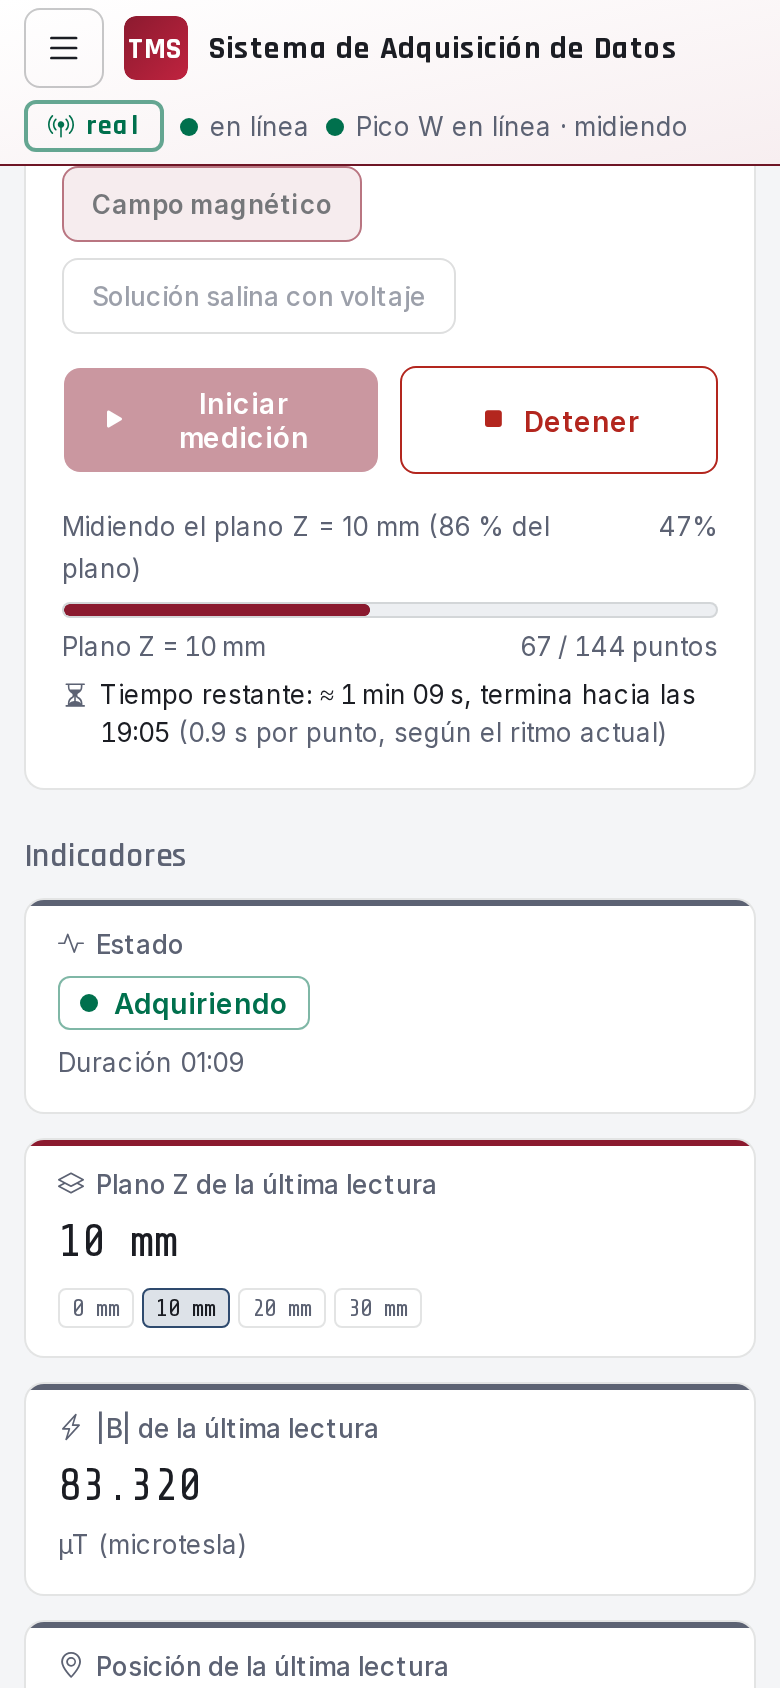 TMS Sistema de Adquisición de Datos
real en línea Pico W en línea · midiendo
Campo magnético
Solución salina con voltaje
Iniciar
medición
Detener
Midiendo el plano Z = 10 mm (86 % del
plano)
47%
Plano Z = 10 mm 67 / 144 puntos
Tiempo restante: ≈ 1 min 09 s, termina hacia las
19:05 (0.9 s por punto, según el ritmo actual)
Indicadores
Estado
Adquiriendo
Duración 01:09
Plano Z de la última lectura
10 mm
0 mm 10 mm 20 mm 30 mm
|B| de la última lectura
83.320
µT (microtesla)
Posición de la última lectura